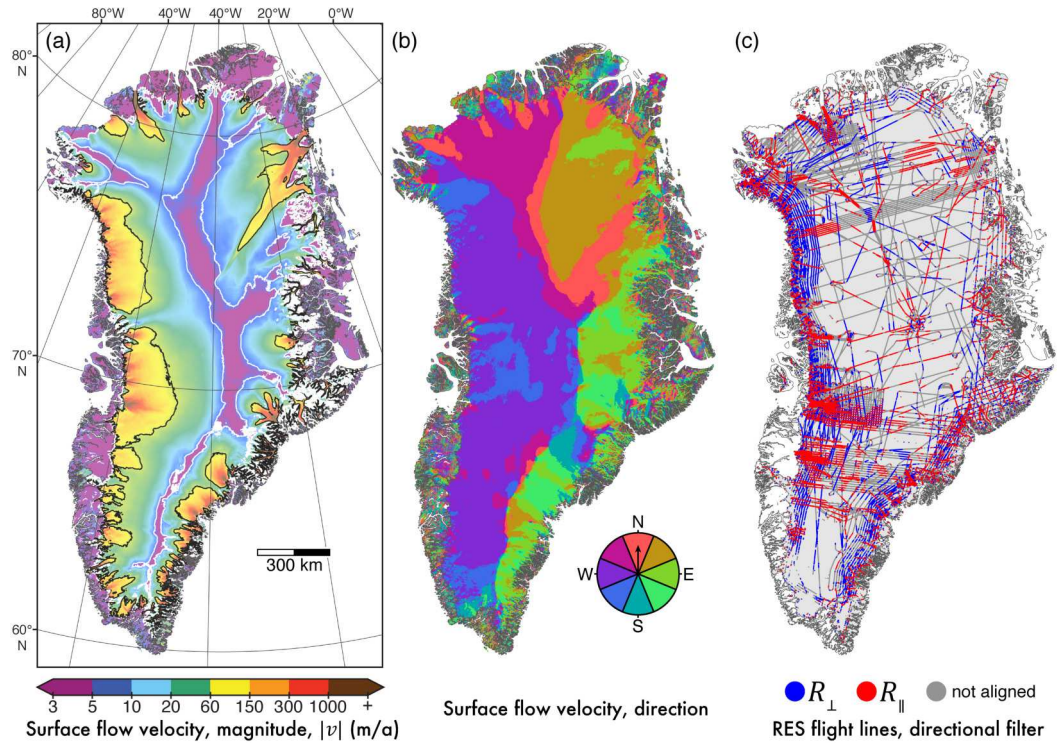 80°W 60°W 40°W 20°W 0°W
(a)
80°
N
70°
N
60°
N
300 km
3 5 10 20 60 150 300 1000 +
Surface flow velocity, magnitude, |v| (m/a)
(b)
N
W E
S
Surface flow velocity, direction
(c)
R⊥ R∥ not aligned
RES flight lines, directional filter